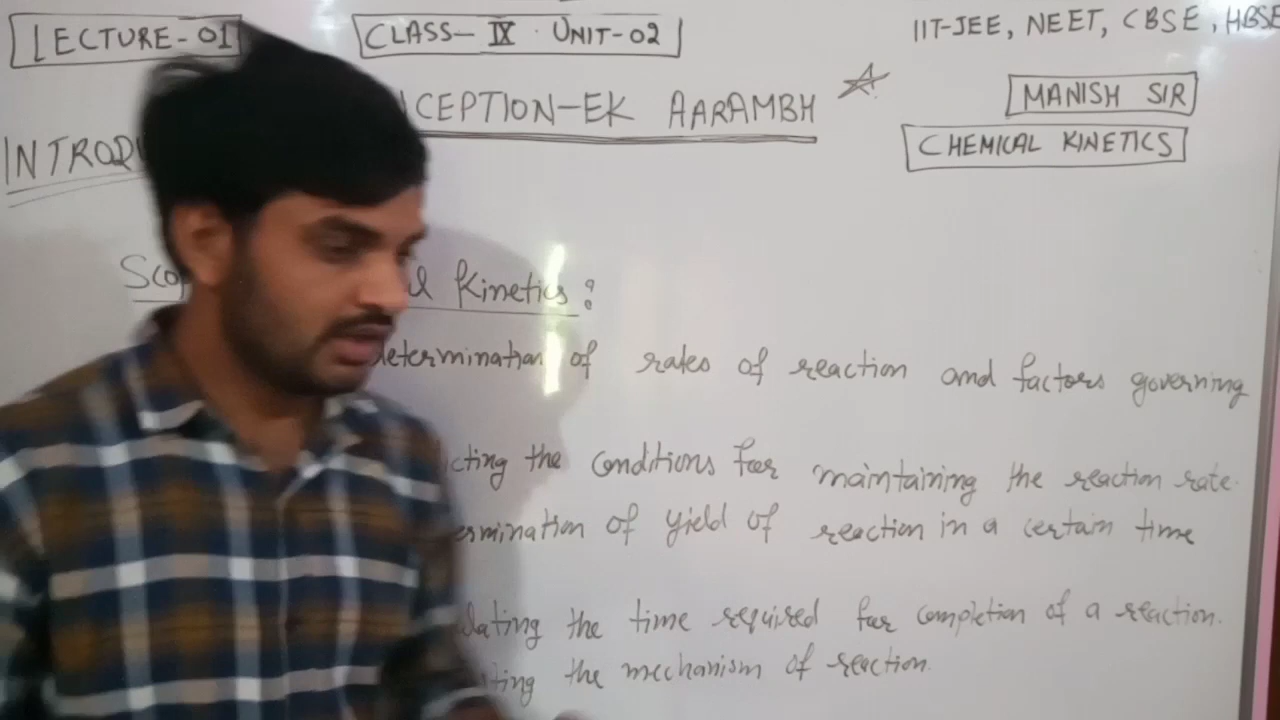 LECTURE-01
CLASS-IX · UNIT-02
IIT-JEE, NEET, CBSE, HBSE
CEPTION-EK AARAMBH
MANISH SIR
CHEMICAL KINETICS
INTRODU
Kinetics:
determination of rates of reaction and factors governing
cting the conditions for maintaining the reaction rate.
ermination of yield of reaction in a certain time
lating the time required for completion of a reaction.
ting the mechanism of reaction.